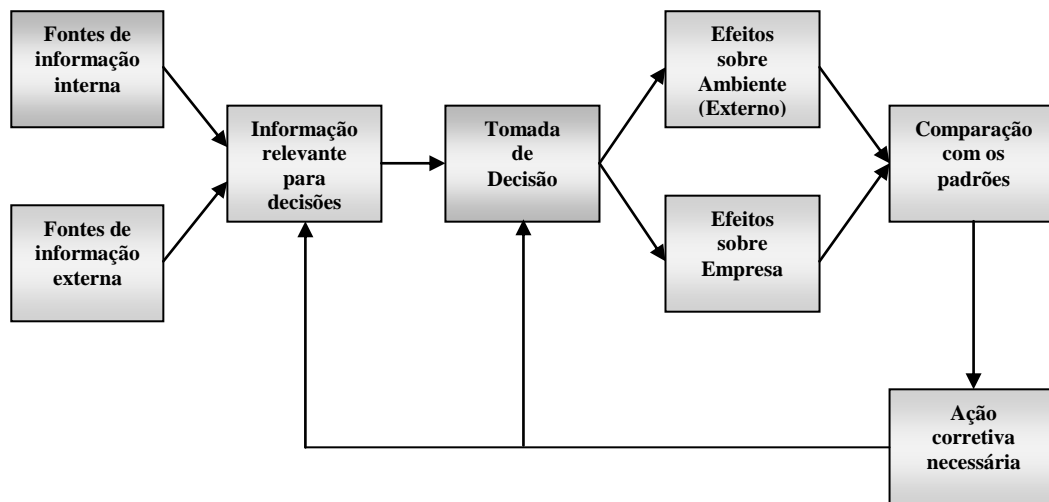 Fontes de
informação
interna
Fontes de
informação
externa
Informação
relevante
para
decisões
Tomada
de
Decisão
Efeitos
sobre
Ambiente
(Externo)
Efeitos
sobre
Empresa
Comparação
com os
padrões
Ação
corretiva
necessária